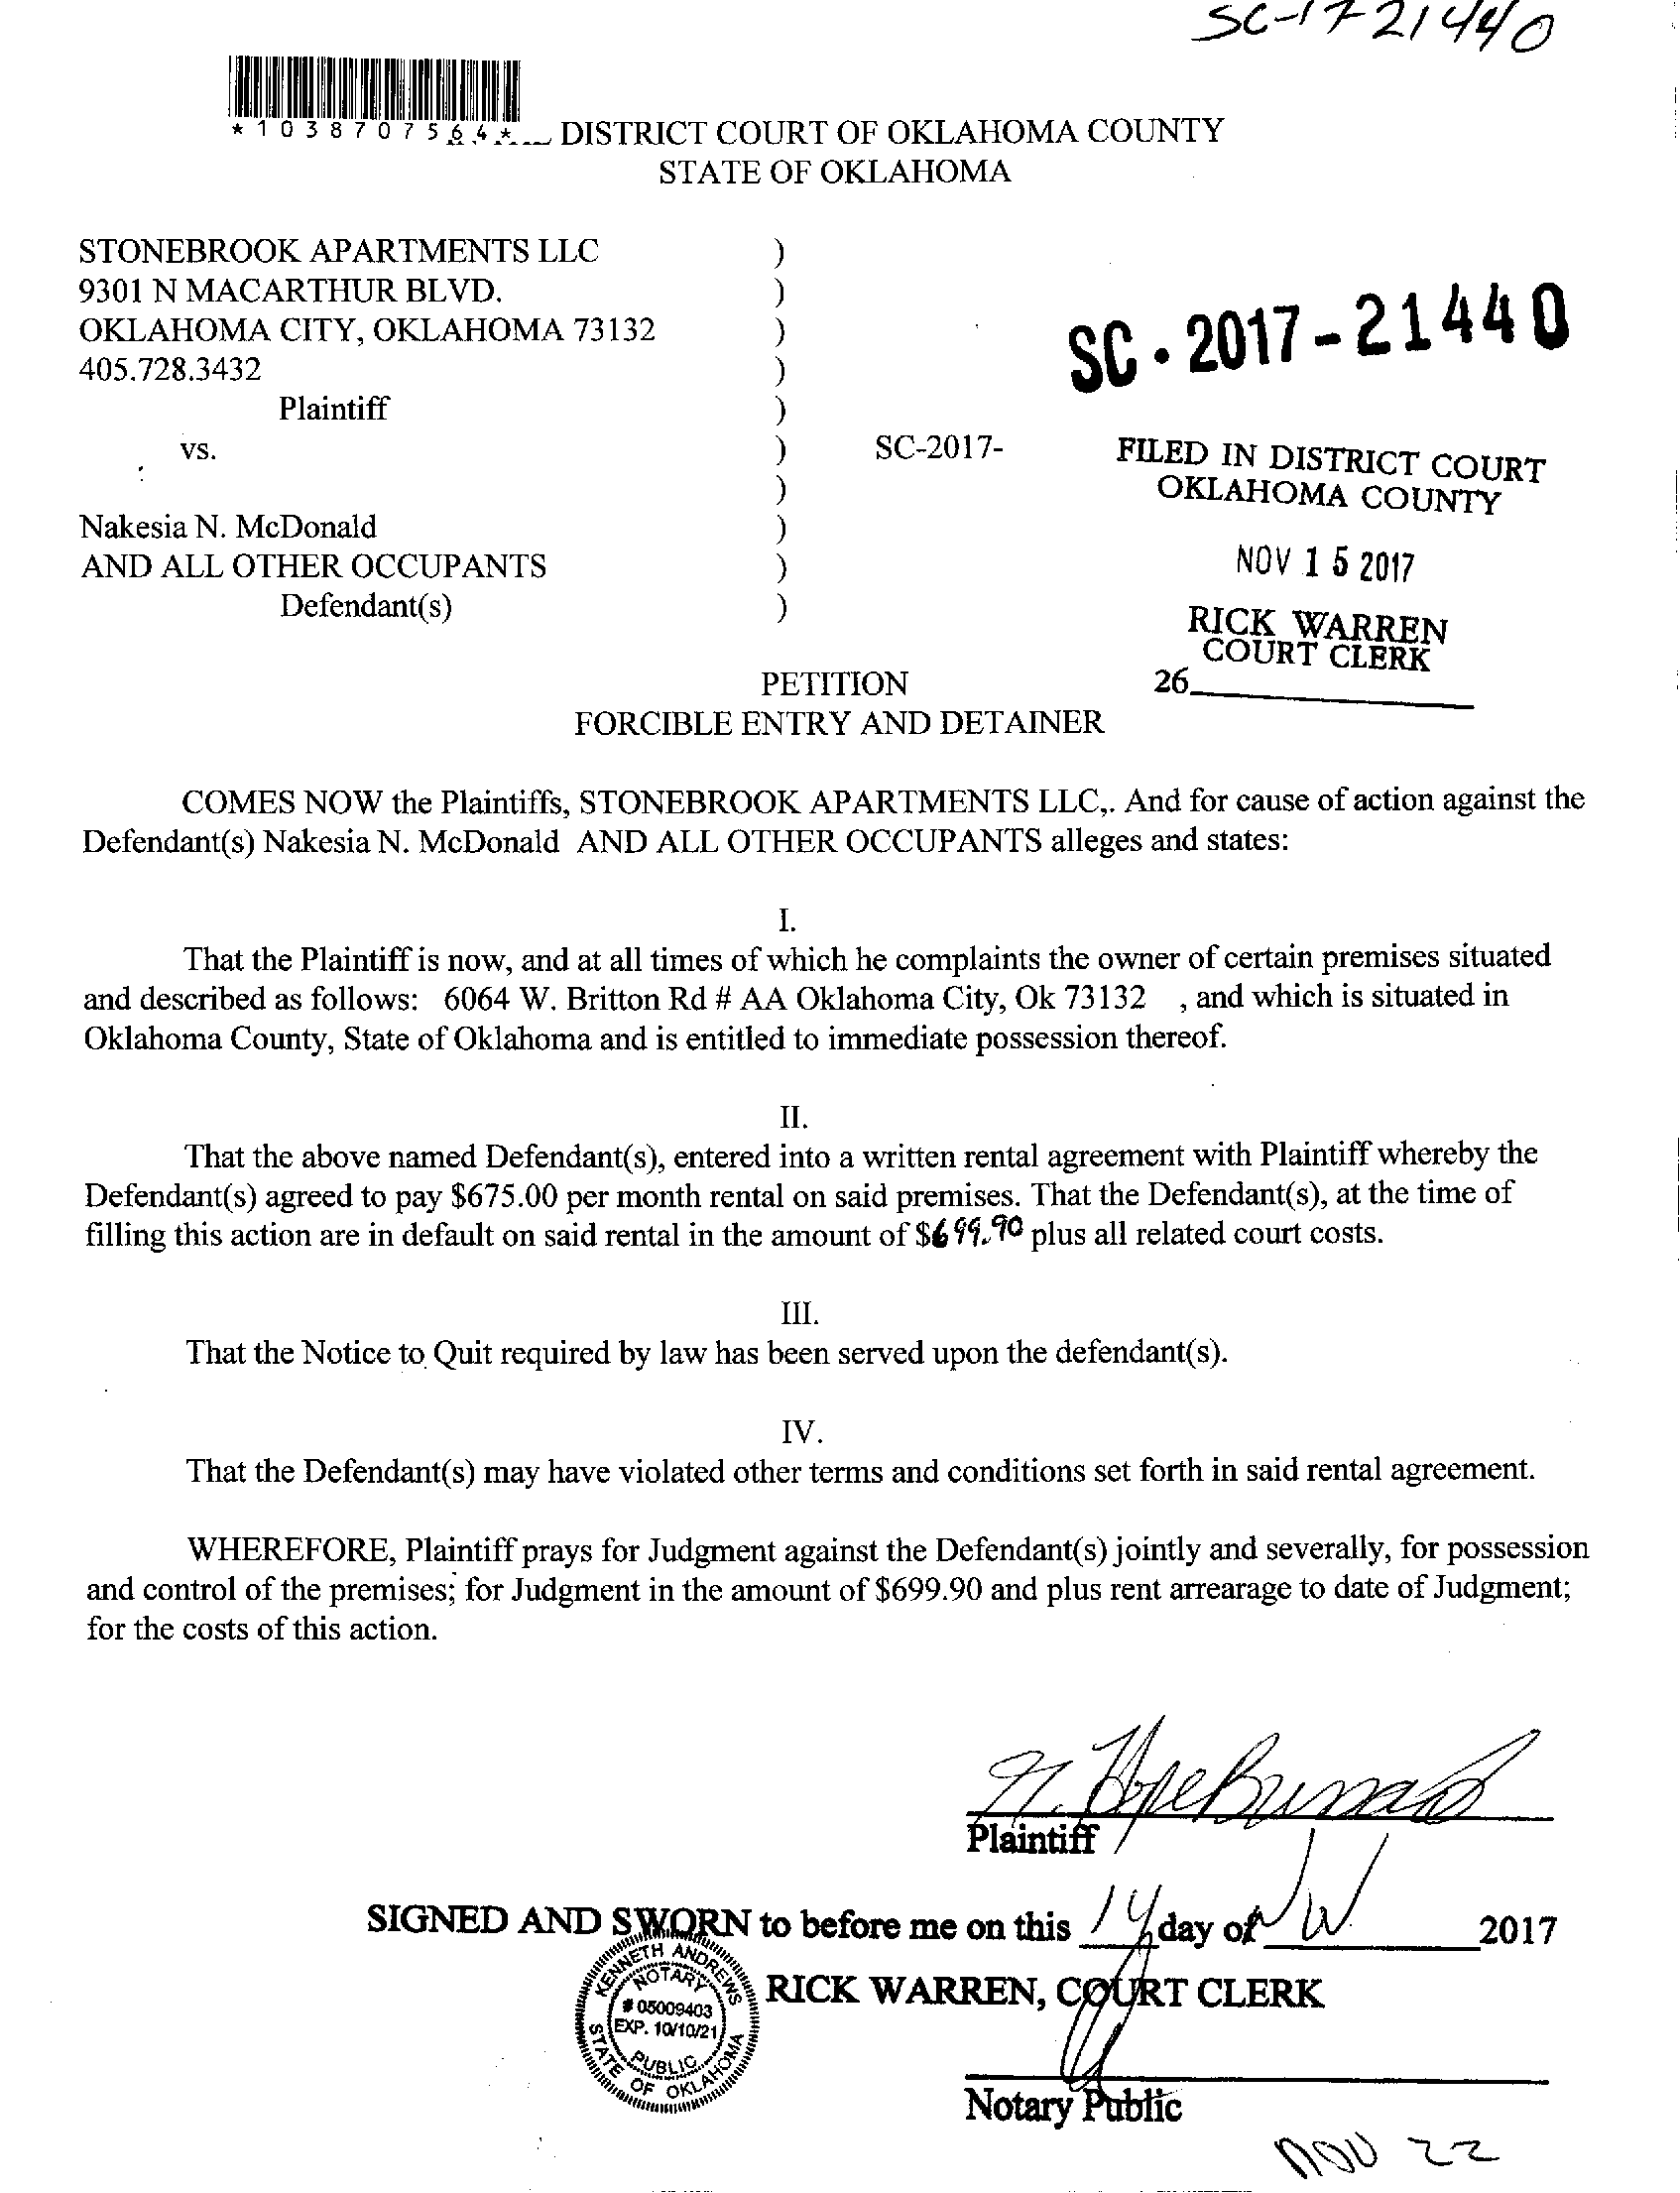 SC-1721440
*1038707564*
DISTRICT COURT OF OKLAHOMA COUNTY
STATE OF OKLAHOMA
STONEBROOK APARTMENTS LLC )
9301 N MACARTHUR BLVD. )
OKLAHOMA CITY, OKLAHOMA 73132 )
405.728.3432 )
Plaintiff )
vs. ) SC-2017-
)
Nakesia N. McDonald )
AND ALL OTHER OCCUPANTS )
Defendant(s) )
SC-2017-21440
FILED IN DISTRICT COURT
OKLAHOMA COUNTY
NOV 15 2017
RICK WARREN
COURT CLERK
26
PETITION
FORCIBLE ENTRY AND DETAINER
COMES NOW the Plaintiffs, STONEBROOK APARTMENTS LLC,. And for cause of action against the
Defendant(s) Nakesia N. McDonald AND ALL OTHER OCCUPANTS alleges and states:
I.
That the Plaintiff is now, and at all times of which he complaints the owner of certain premises situated
and described as follows: 6064 W. Britton Rd # AA Oklahoma City, Ok 73132 , and which is situated in
Oklahoma County, State of Oklahoma and is entitled to immediate possession thereof.
II.
That the above named Defendant(s), entered into a written rental agreement with Plaintiff whereby the
Defendant(s) agreed to pay $675.00 per month rental on said premises. That the Defendant(s), at the time of
filling this action are in default on said rental in the amount of $699.90 plus all related court costs.
III.
That the Notice to Quit required by law has been served upon the defendant(s).
IV.
That the Defendant(s) may have violated other terms and conditions set forth in said rental agreement.
WHEREFORE, Plaintiff prays for Judgment against the Defendant(s) jointly and severally, for possession
and control of the premises; for Judgment in the amount of $699.90 and plus rent arrearage to date of Judgment;
for the costs of this action.
Plaintiff
SIGNED AND SWORN to before me on this 14 day of 2017
RICK WARREN, COURT CLERK
KENNETH ANDREWS
NOTARY
# 05009403
EXP. 10/10/21
PUBLIC
STATE OF OKLAHOMA
Notary Public
NOV 22